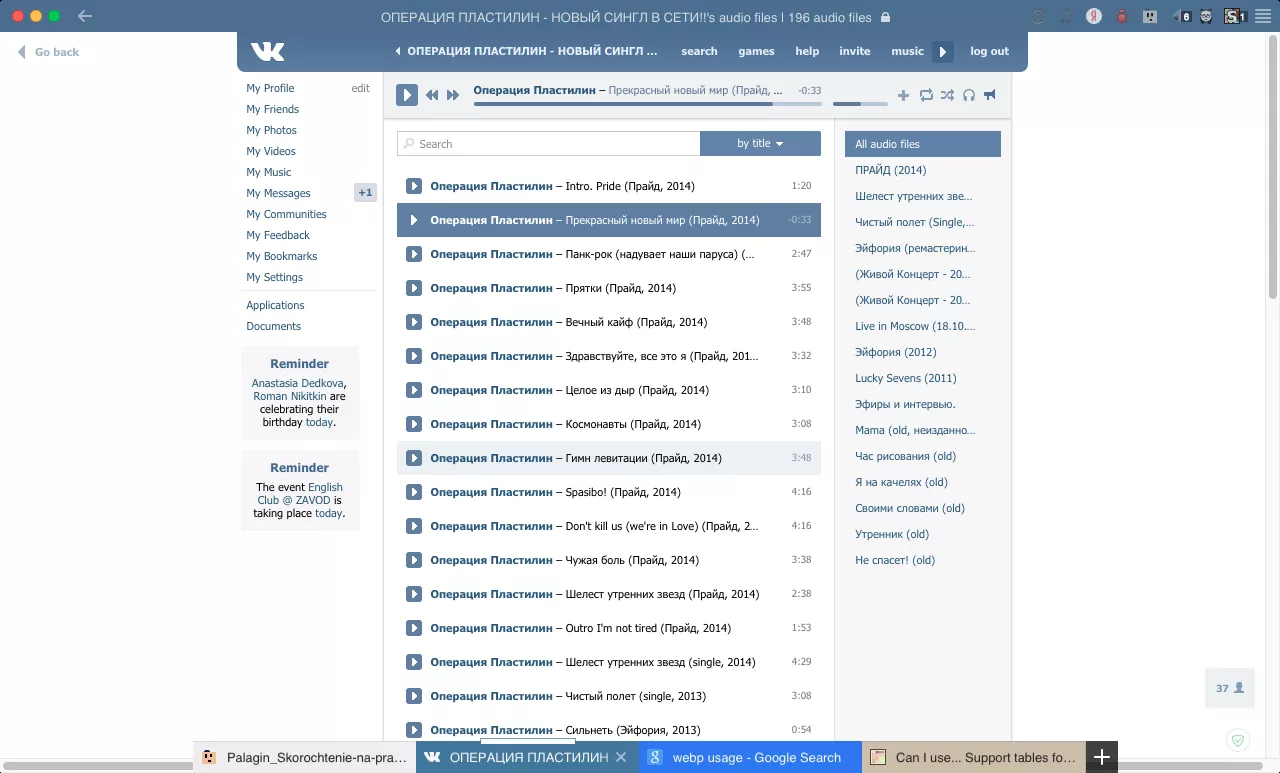 ОПЕРАЦИЯ ПЛАСТИЛИН - НОВЫЙ СИНГЛ В СЕТИ!!'s audio files | 196 audio files
6
1
Go back
ОПЕРАЦИЯ ПЛАСТИЛИН - НОВЫЙ СИНГЛ ... search games help invite music log out
My Profile edit
My Friends
My Photos
My Videos
My Music
My Messages +1
My Communities
My Feedback
My Bookmarks
My Settings
Applications
Documents
Reminder
Anastasia Dedkova,
Roman Nikitkin are
celebrating their
birthday today.
Reminder
The event English
Club @ ZAVOD is
taking place today.
Операция Пластилин – Прекрасный новый мир (Прайд, ... -0:33
Search by title
Операция Пластилин – Intro. Pride (Прайд, 2014) 1:20
Операция Пластилин – Прекрасный новый мир (Прайд, 2014) -0:33
Операция Пластилин – Панк-рок (надувает наши паруса) (... 2:47
Операция Пластилин – Прятки (Прайд, 2014) 3:55
Операция Пластилин – Вечный кайф (Прайд, 2014) 3:48
Операция Пластилин – Здравствуйте, все это я (Прайд, 201... 3:32
Операция Пластилин – Целое из дыр (Прайд, 2014) 3:10
Операция Пластилин – Космонавты (Прайд, 2014) 3:08
Операция Пластилин – Гимн левитации (Прайд, 2014) 3:48
Операция Пластилин – Spasibo! (Прайд, 2014) 4:16
Операция Пластилин – Don't kill us (we're in Love) (Прайд, 2... 4:16
Операция Пластилин – Чужая боль (Прайд, 2014) 3:38
Операция Пластилин – Шелест утренних звезд (Прайд, 2014) 2:38
Операция Пластилин – Outro I'm not tired (Прайд, 2014) 1:53
Операция Пластилин – Шелест утренних звезд (single, 2014) 4:29
Операция Пластилин – Чистый полет (single, 2013) 3:08
Операция Пластилин – Сильнеть (Эйфория, 2013) 0:54
All audio files
ПРАЙД (2014)
Шелест утренних зве...
Чистый полет (Single,...
Эйфория (ремастерин...
(Живой Концерт - 20...
(Живой Концерт - 20...
Live in Moscow (18.10....
Эйфория (2012)
Lucky Sevens (2011)
Эфиры и интервью.
Mama (old, неизданно...
Час рисования (old)
Я на качелях (old)
Своими словами (old)
Утренник (old)
Не спасет! (old)
37
Palagin_Skorochtenie-na-pra... ОПЕРАЦИЯ ПЛАСТИЛИН webp usage - Google Search Can I use... Support tables fo...